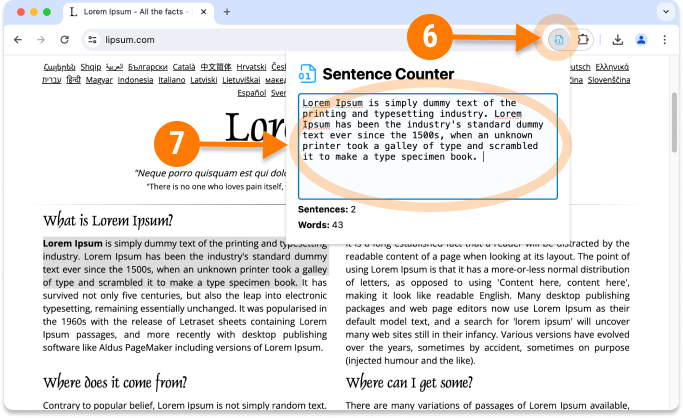 Lorem Ipsum - All the facts -
lipsum.com
6
Հայերեն Shqip العربية Български Català 中文简体 Hrvatski
Deutsch Ελληνικά
עברית हिन्दी Magyar Indonesia Italiano Latviski Lietuviškai
Slovenčina
Español
Sentence Counter
Lorem Ipsum is simply dummy text of the
printing and typesetting industry. Lorem
Ipsum has been the industry's standard dummy
text ever since the 1500s, when an unknown
printer took a galley of type and scrambled
it to make a type specimen book.
7
Sentences: 2
Words: 43
"Neque porro quisquam est qui
"There is no one who loves pain itself,
What is Lorem Ipsum?
Lorem Ipsum is simply dummy text of the printing and typesetting
industry. Lorem Ipsum has been the industry's standard dummy
text ever since the 1500s, when an unknown printer took a galley
of type and scrambled it to make a type specimen book. It has
survived not only five centuries, but also the leap into electronic
typesetting, remaining essentially unchanged. It was popularised in
the 1960s with the release of Letraset sheets containing Lorem
Ipsum passages, and more recently with desktop publishing
software like Aldus PageMaker including versions of Lorem Ipsum.
It is a long established fact that a reader will be distracted by the
readable content of a page when looking at its layout. The point of
using Lorem Ipsum is that it has a more-or-less normal distribution
of letters, as opposed to using 'Content here, content here',
making it look like readable English. Many desktop publishing
packages and web page editors now use Lorem Ipsum as their
default model text, and a search for 'lorem ipsum' will uncover
many web sites still in their infancy. Various versions have evolved
over the years, sometimes by accident, sometimes on purpose
(injected humour and the like).
Where does it come from?
Contrary to popular belief, Lorem Ipsum is not simply random text.
Where can I get some?
There are many variations of passages of Lorem Ipsum available,